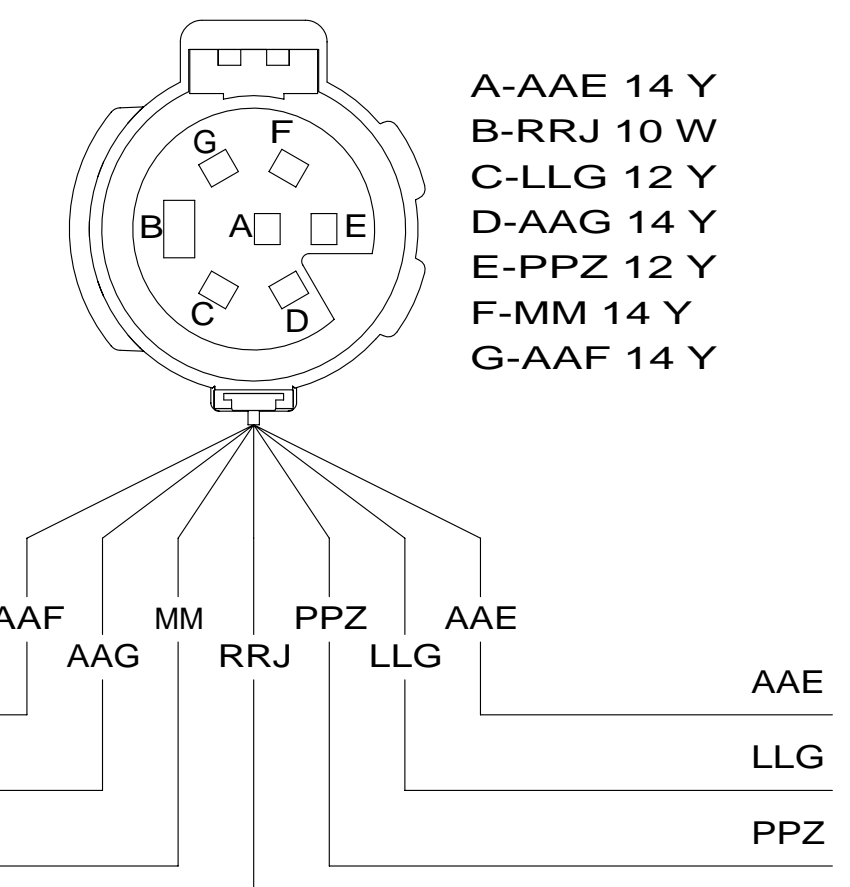 A-AAE 14 Y
B-RRJ 10 W
C-LLG 12 Y
D-AAG 14 Y
E-PPZ 12 Y
F-MM 14 Y
G-AAF 14 Y
G F
B A E
C D
AAF MM PPZ AAE
AAG RRJ LLG
AAE
LLG
PPZ